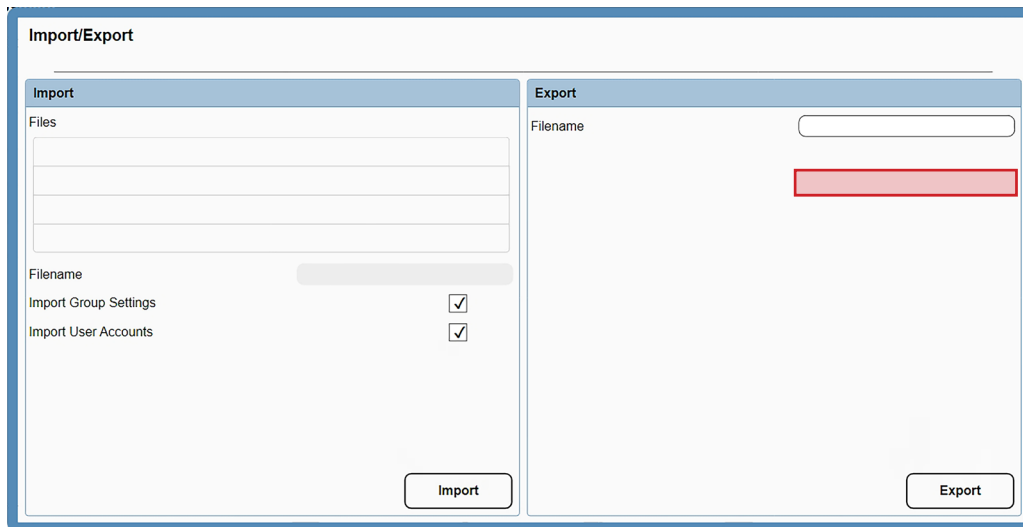 Import/Export
Import
Files
Filename
Import Group Settings
Import User Accounts
Import
Export
Filename
Export